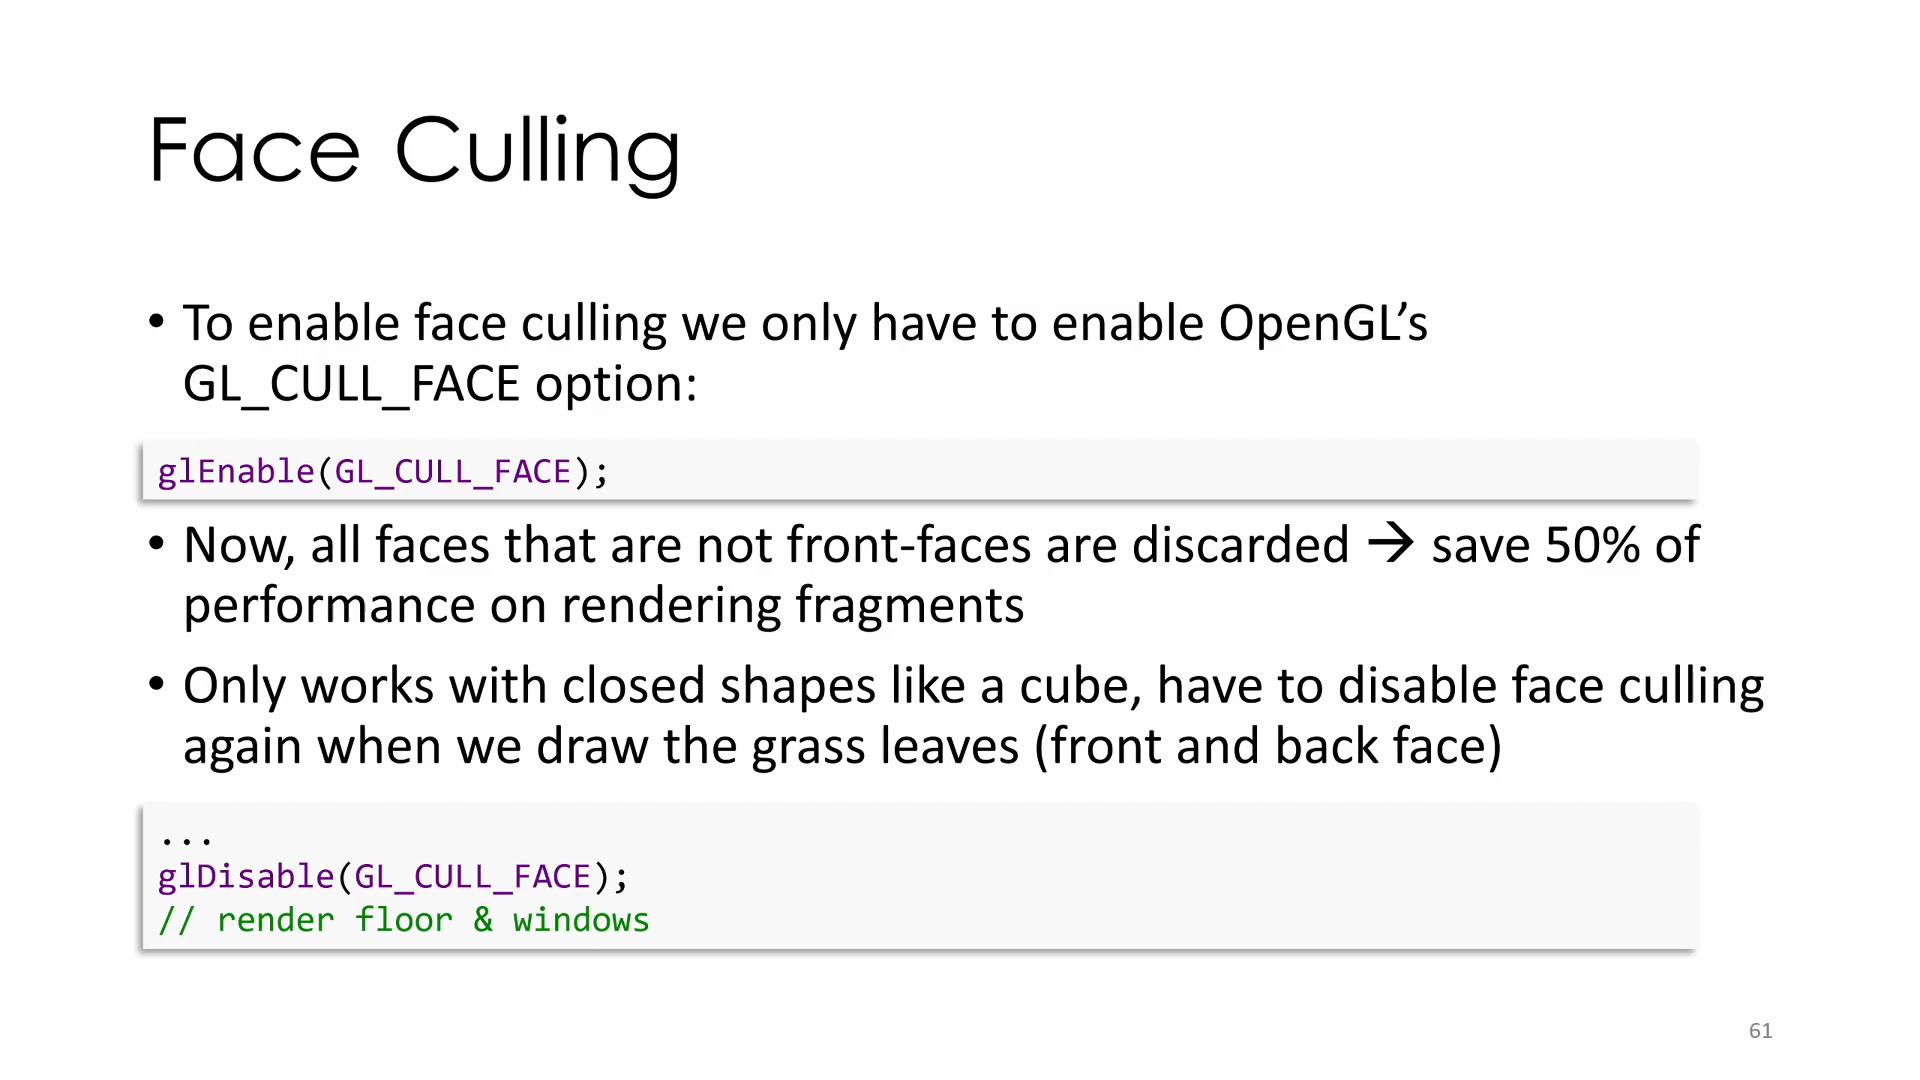 Face Culling
• To enable face culling we only have to enable OpenGL’s
GL_CULL_FACE option:
glEnable(GL_CULL_FACE);
• Now, all faces that are not front-faces are discarded → save 50% of
performance on rendering fragments
• Only works with closed shapes like a cube, have to disable face culling
again when we draw the grass leaves (front and back face)
...
glDisable(GL_CULL_FACE);
// render floor & windows
61